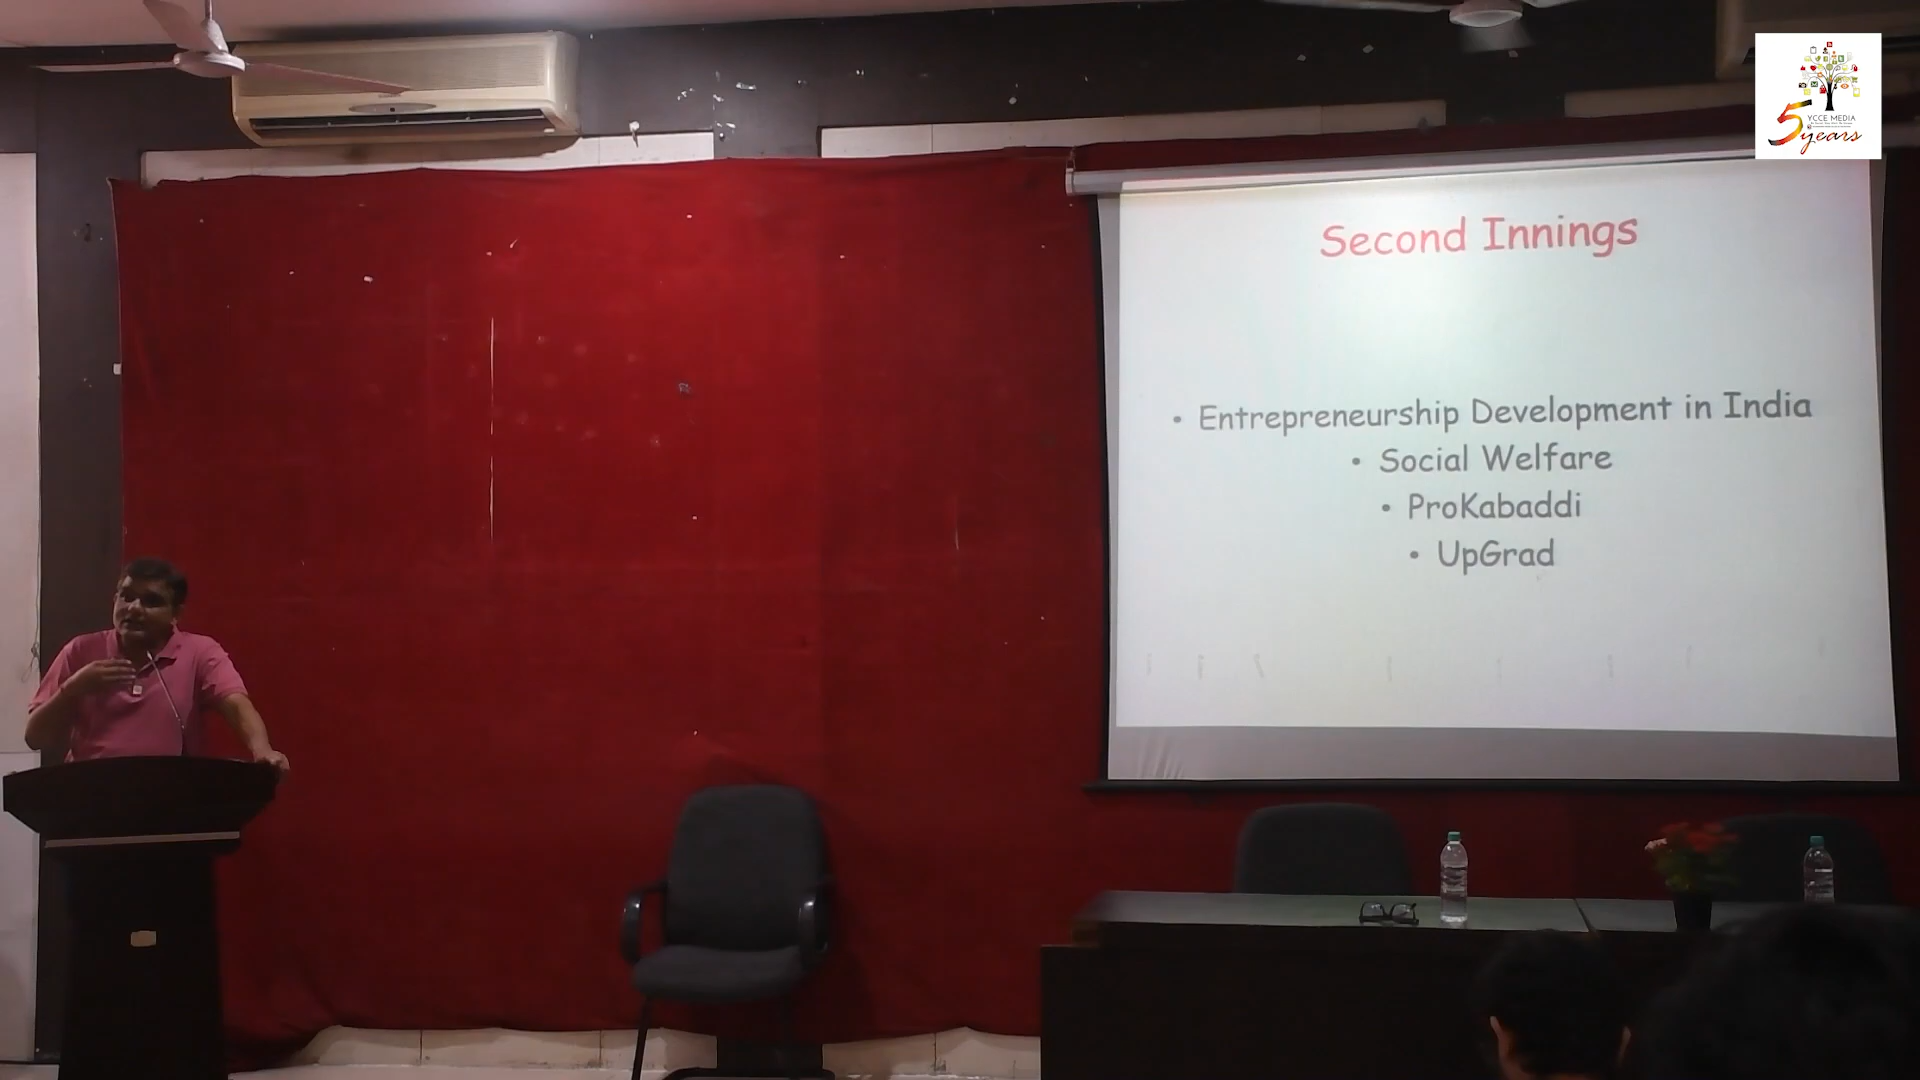 YCCE MEDIA
5 years
Second Innings
• Entrepreneurship Development in India
• Social Welfare
• ProKabaddi
• UpGrad